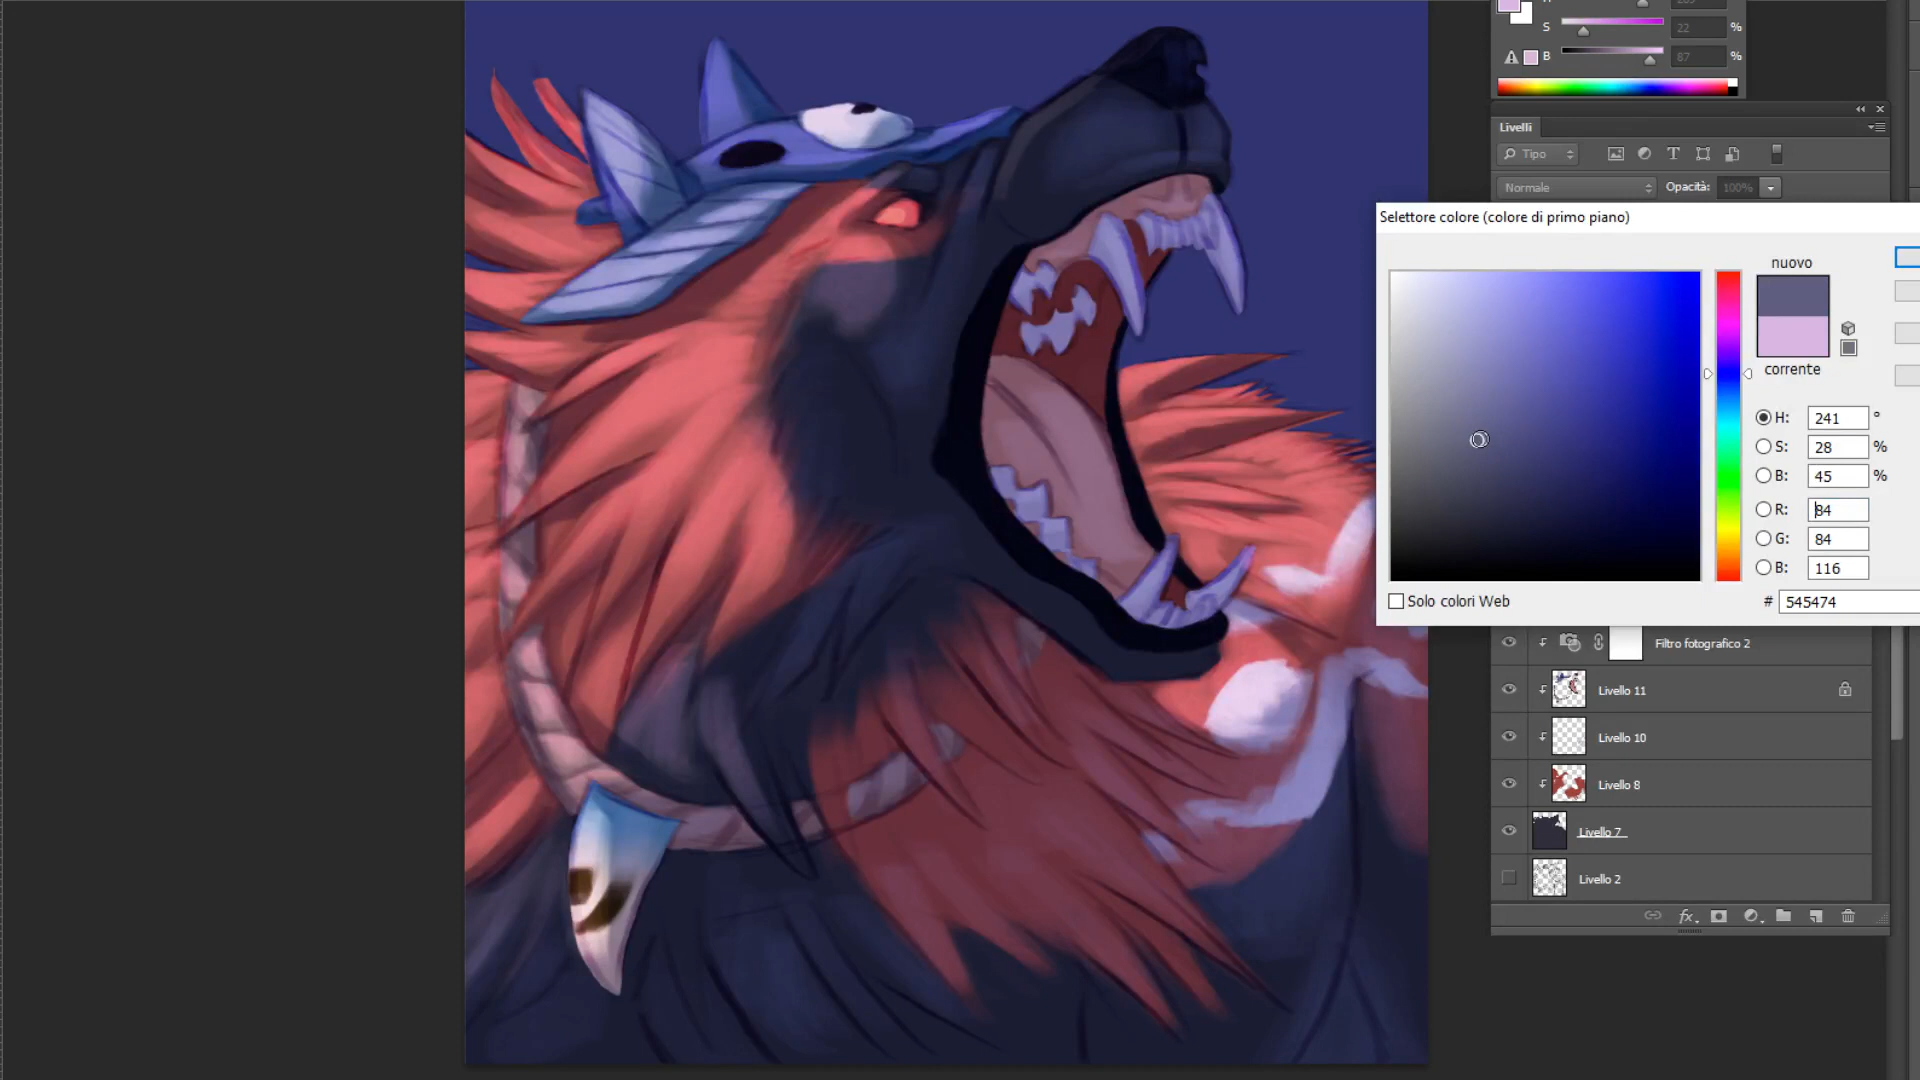 S 22 %
B 87 %
Livelli
Tipo
Normale Opacità: 100%
Selettore colore (colore di primo piano)
nuovo
corrente
H: 241 °
S: 28 %
B: 45 %
R: 84
G: 84
B: 116
Solo colori Web
# 545474
Filtro fotografico 2
Livello 11
Livello 10
Livello 8
Livello 7
Livello 2
fx